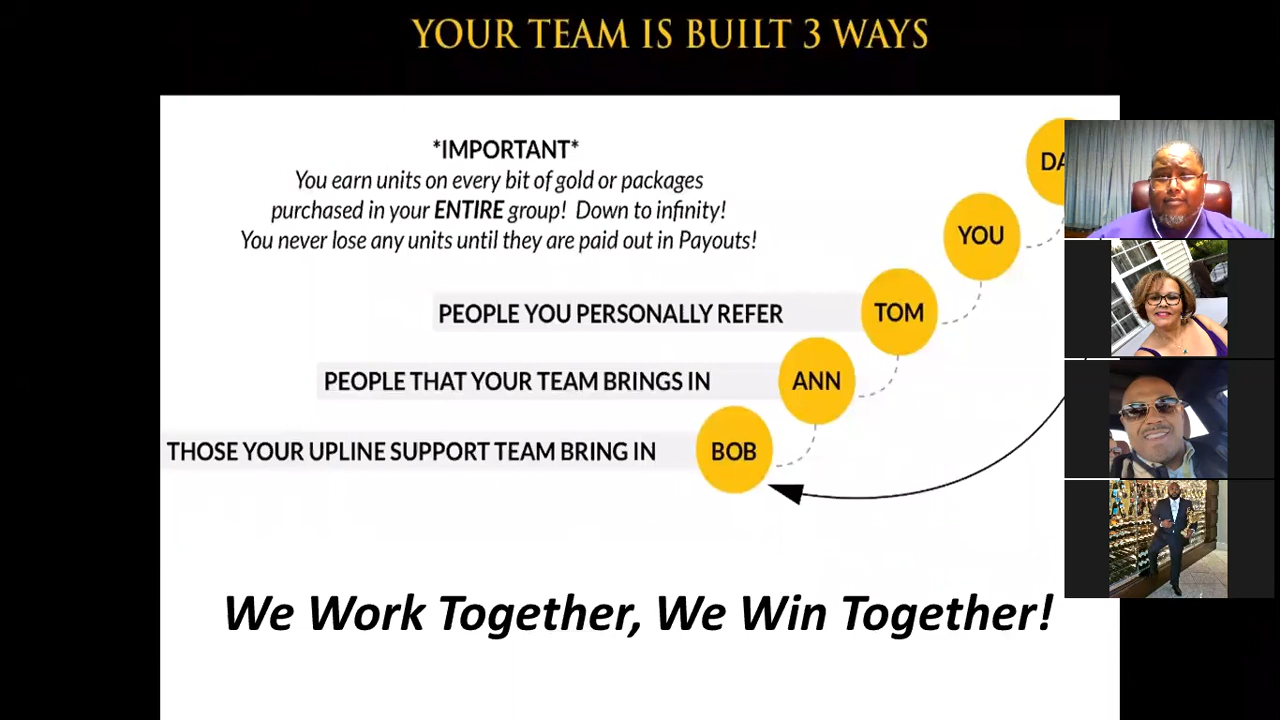 YOUR TEAM IS BUILT 3 WAYS
*IMPORTANT*
You earn units on every bit of gold or packages
purchased in your ENTIRE group! Down to infinity!
You never lose any units until they are paid out in Payouts!
YOU
PEOPLE YOU PERSONALLY REFER
TOM
PEOPLE THAT YOUR TEAM BRINGS IN
ANN
THOSE YOUR UPLINE SUPPORT TEAM BRING IN
BOB
We Work Together, We Win Together!